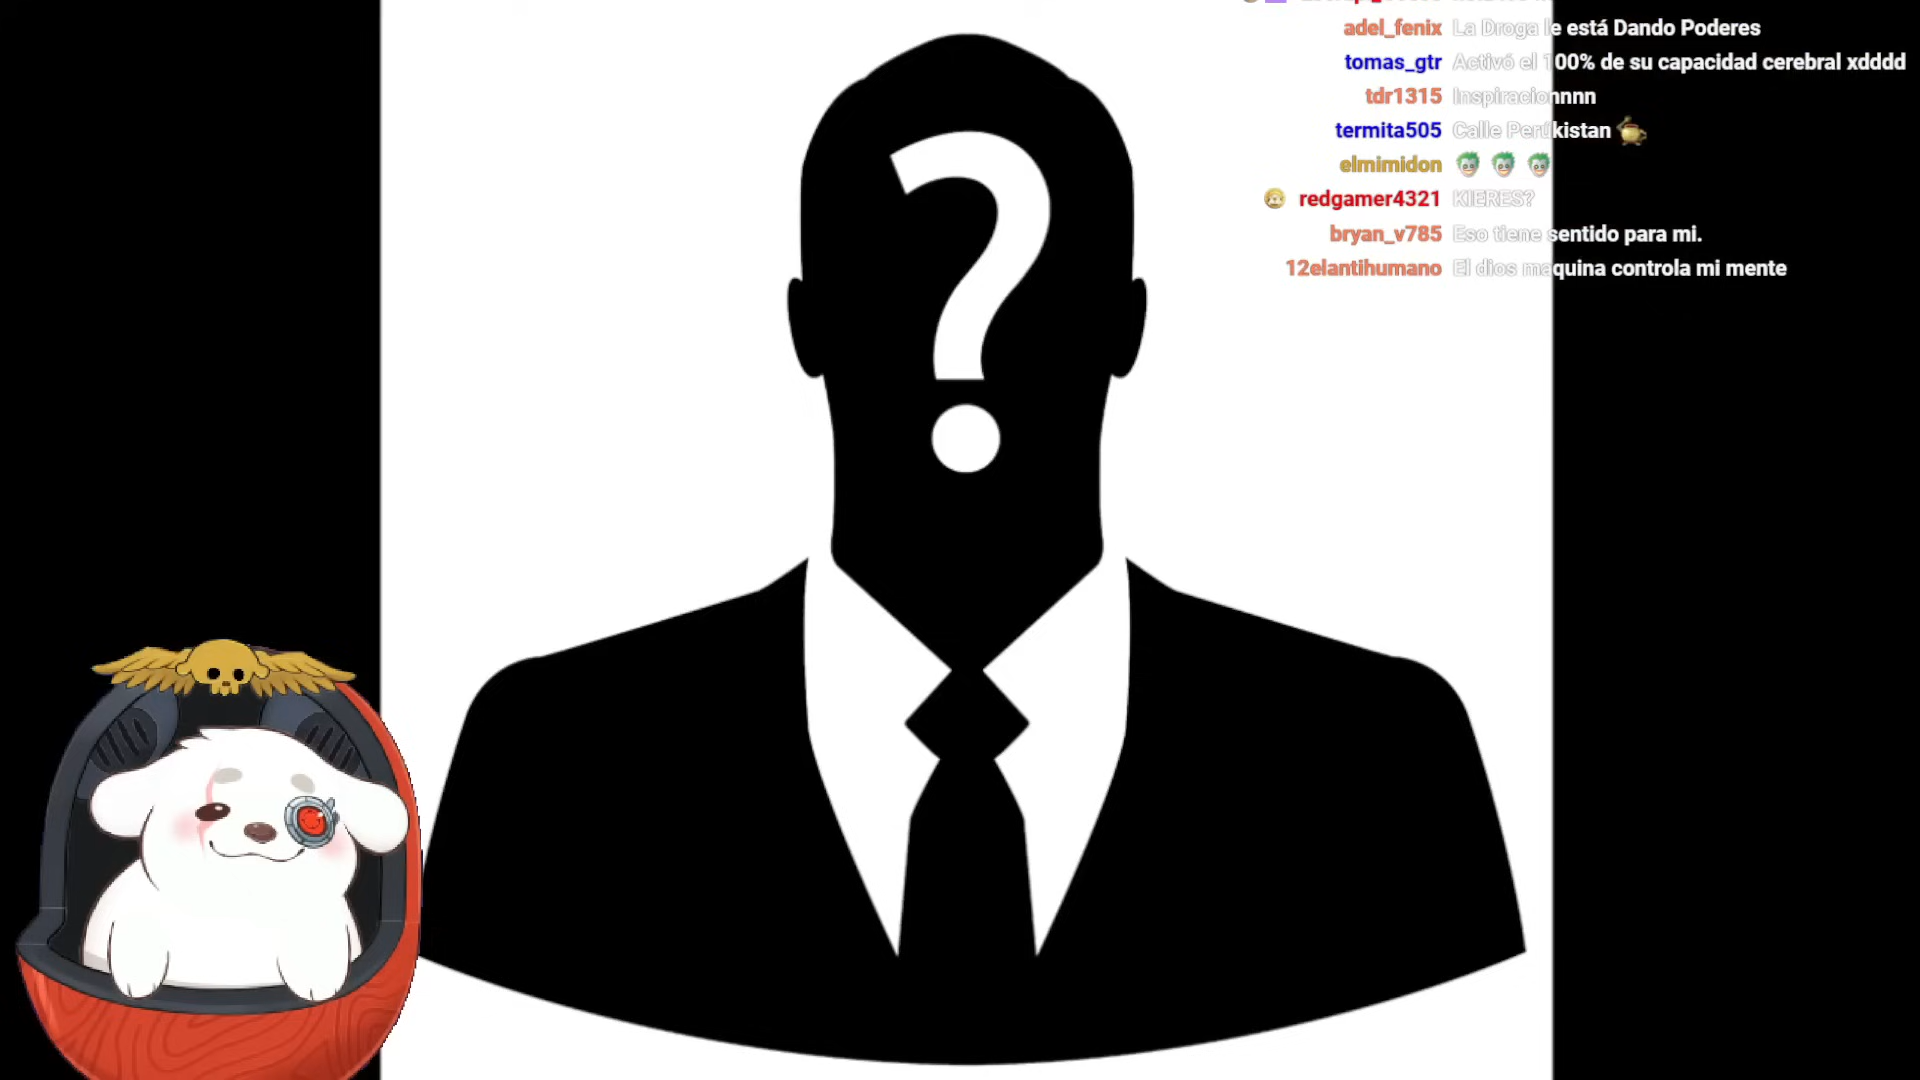 adel_fenix La Droga le está Dando Poderes
tomas_gtr Activó el 100% de su capacidad cerebral xdddd
tdr1315 Inspiracionnnn
termita505 Calle Perúkistan
elmimidon
redgamer4321 KIERES?
bryan_v785 Eso tiene sentido para mi.
12elantihumano El dios maquina controla mi mente
?